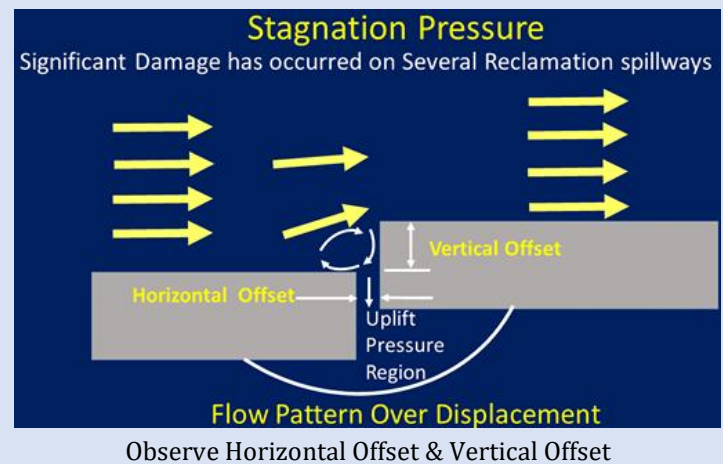 Stagnation Pressure
Significant Damage has occurred on Several Reclamation spillways
Vertical Offset
Horizontal Offset
Uplift
Pressure
Region
Flow Pattern Over Displacement
Observe Horizontal Offset & Vertical Offset